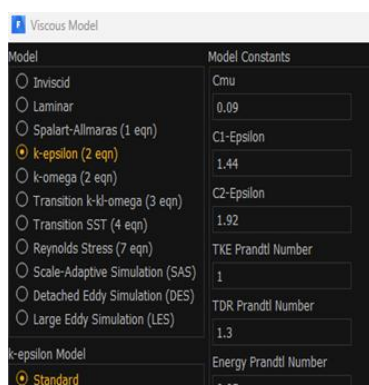 Viscous Model
Model
Inviscid
Laminar
Spalart-Allmaras (1 eqn)
k-epsilon (2 eqn)
k-omega (2 eqn)
Transition k-kl-omega (3 eqn)
Transition SST (4 eqn)
Reynolds Stress (7 eqn)
Scale-Adaptive Simulation (SAS)
Detached Eddy Simulation (DES)
Large Eddy Simulation (LES)
k-epsilon Model
Standard
Model Constants
Cmu
0.09
C1-Epsilon
1.44
C2-Epsilon
1.92
TKE Prandtl Number
1
TDR Prandtl Number
1.3
Energy Prandtl Number